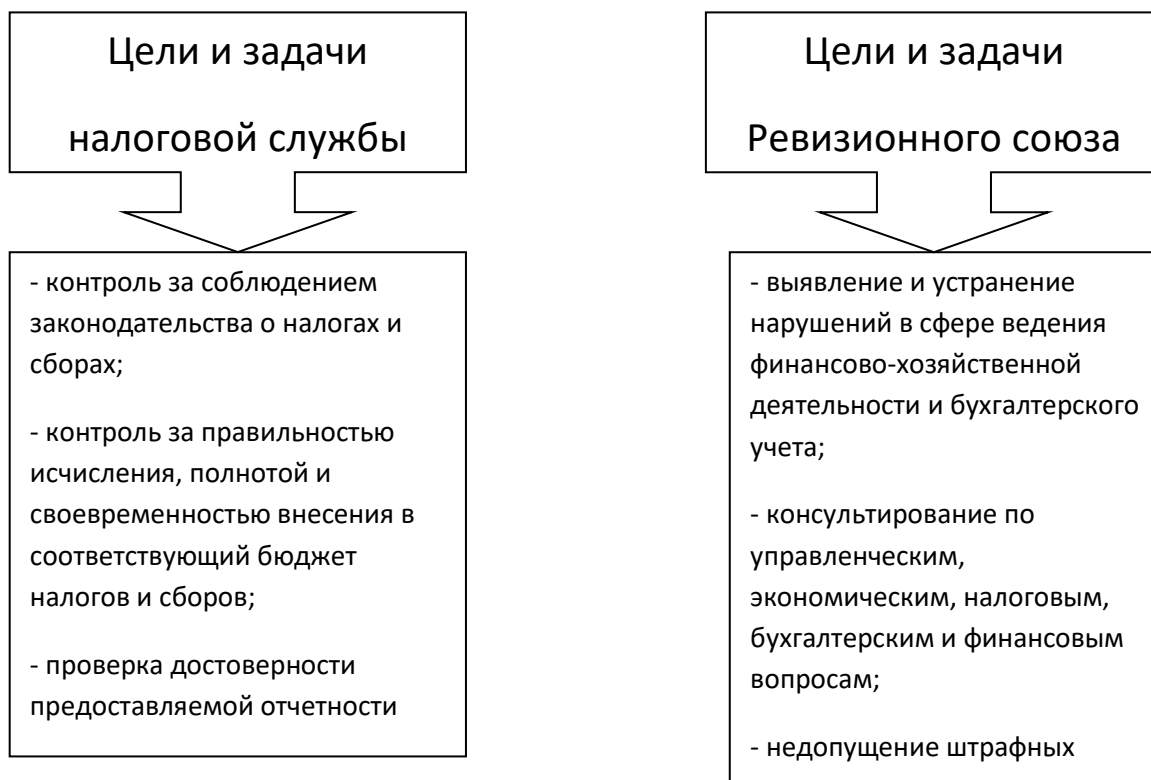 Цели и задачи
налоговой службы
- контроль за соблюдением
законодательства о налогах и
сборах;
- контроль за правильностью
исчисления, полнотой и
своевременностью внесения в
соответствующий бюджет
налогов и сборов;
- проверка достоверности
предоставляемой отчетности
Цели и задачи
Ревизионного союза
- выявление и устранение
нарушений в сфере ведения
финансово-хозяйственной
деятельности и бухгалтерского
учета;
- консультирование по
управленческим,
экономическим, налоговым,
бухгалтерским и финансовым
вопросам;
- недопущение штрафных